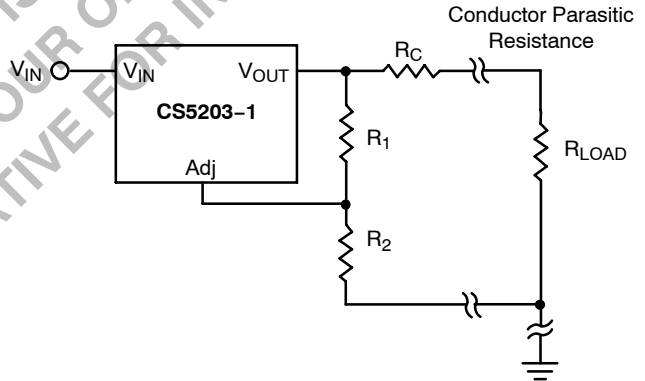 Conductor Parasitic
Resistance
V_IN
V_IN
V_OUT
R_C
CS5203−1
R_1
R_LOAD
Adj
R_2